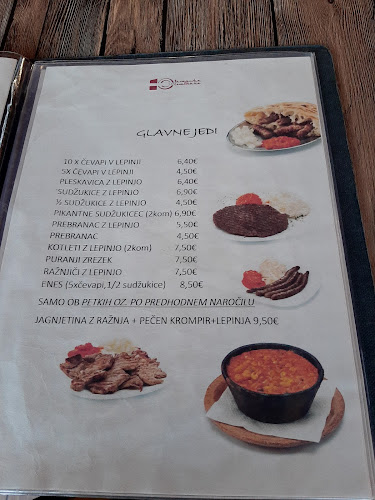 GLAVNE JEDI
10 X ČEVAPI V LEPINJI 6,40€
5X ČEVAPI V LEPINJI 4,50€
PLESKAVICA Z LEPINJO 6,40€
SUDŽUKICE Z LEPINJO 6,90€
½ SUDŽUKICE Z LEPINJO 4,50€
PIKANTNE SUDŽUKICEC (2kom) 6,90€
PREBRANAC Z LEPINJO 5,50€
PREBRANAC 4,50€
KOTLETI Z LEPINJO (2kom) 7,50€
PURANJI ZREZEK 7,50€
RAŽNJIČI Z LEPINJO 7,50€
ENES (5xčevapi,1/2 sudžukice) 8,50€
SAMO OB PETKIH OZ. PO PREDHODNEM NAROČILU
JAGNJETINA Z RAŽNJA + PEČEN KROMPIR+LEPINJA 9,50€